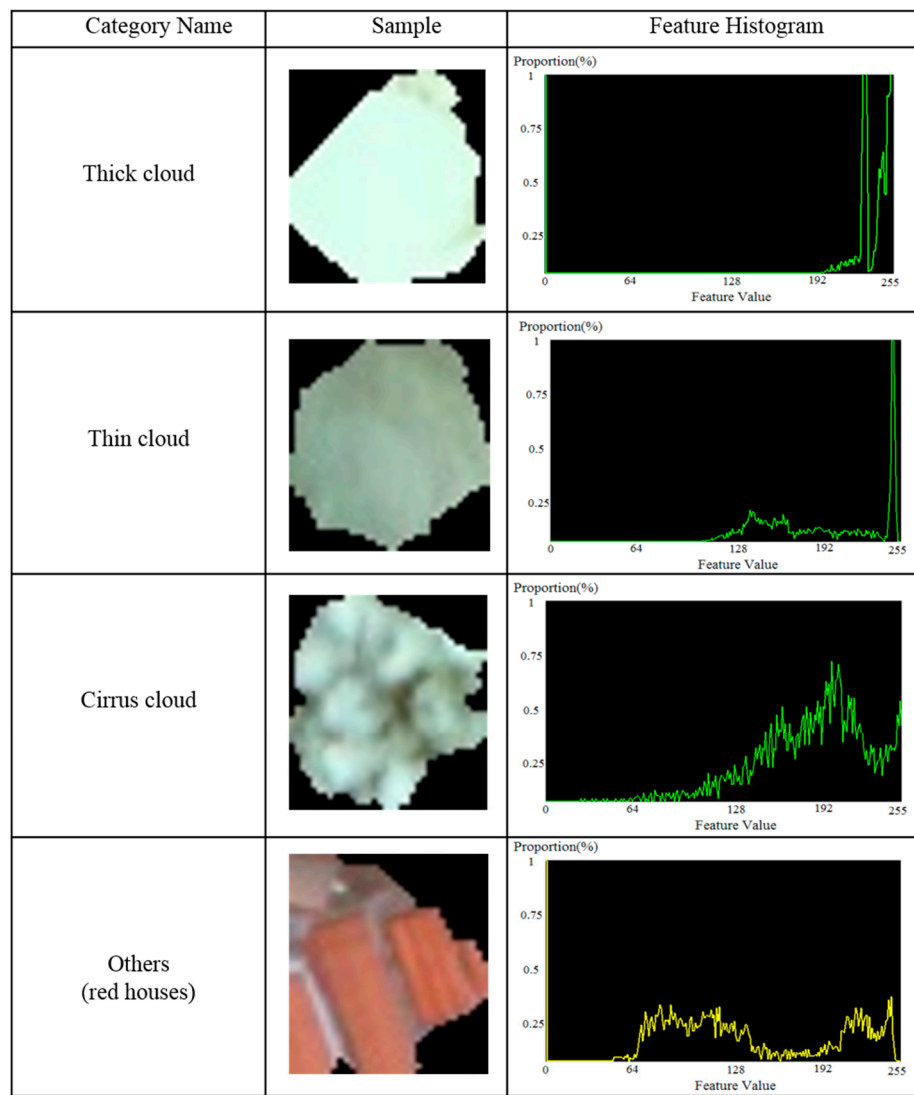 Category Name Sample Feature Histogram
Thick cloud
Proportion(%)
1
0.75
0.5
0.25
0 64 128 192 255
Feature Value
Thin cloud
Proportion(%)
1
0.75
0.5
0.25
0 64 128 192 255
Feature Value
Cirrus cloud
Proportion(%)
1
0.75
0.5
0.25
0 64 128 192 255
Feature Value
Others
(red houses)
Proportion(%)
1
0.75
0.5
0.25
0 64 128 192 255
Feature Value